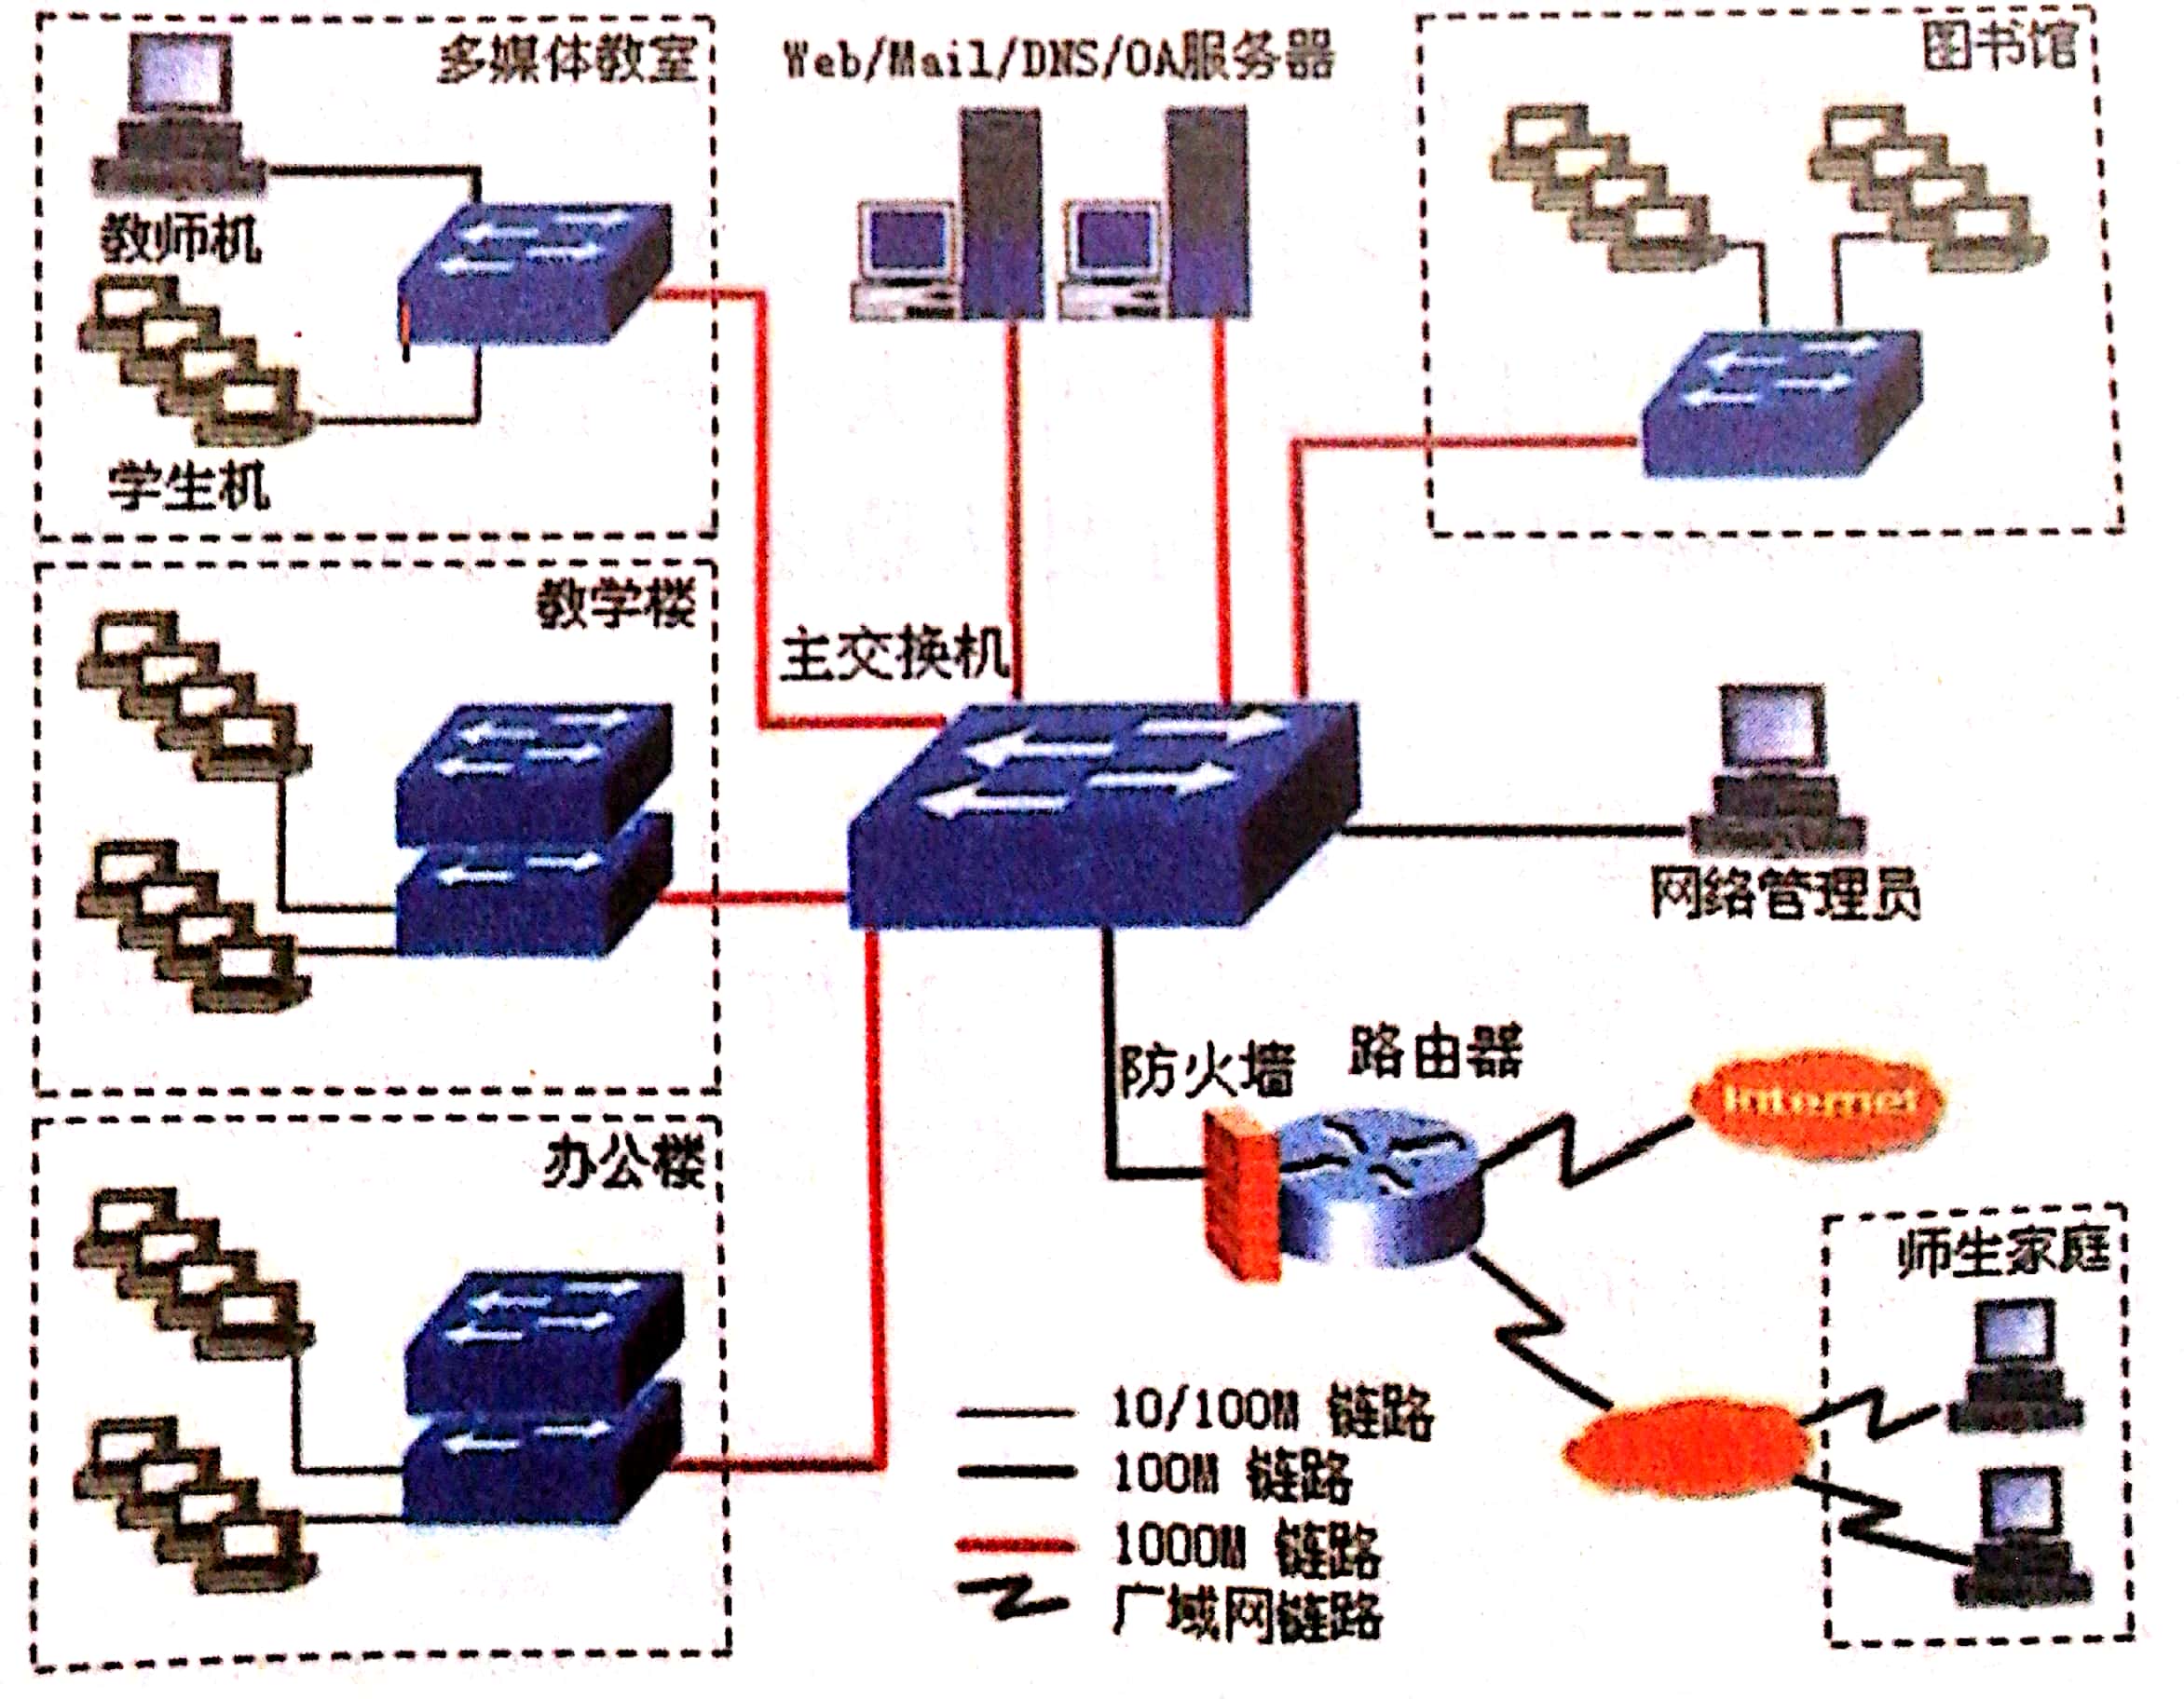 多媒体教室
Web/Mail/DNS/OA服务器
图书馆
教师机
学生机
教学楼
主交换机
网络管理员
办公楼
防火墙
路由器
Internet
师生家庭
10/100M 链路
100M 链路
1000M 链路
广域网链路